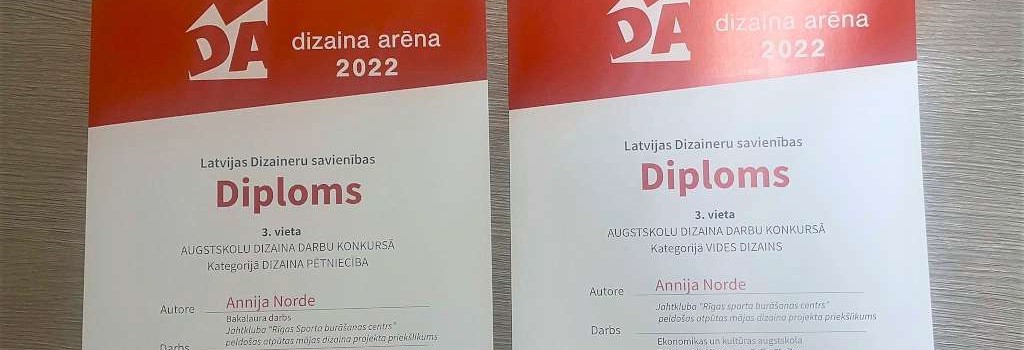 DA
dizaina arēna
2022
Latvijas Dizaineru savienības
Diploms
3. vieta
AUGSTSKOLU DIZAINA DARBU KONKURSĀ
Kategorijā DIZAINA PĒTNIECĪBA
Autore Annija Norde
Bakalaura darbs
Jahtkluba "Rīgas Sporta burāšanas centrs"
peldošas atpūtas mājas dizaina projekta priekšlikums
Darbs
DA
dizaina arēna
2022
Latvijas Dizaineru savienības
Diploms
3. vieta
AUGSTSKOLU DIZAINA DARBU KONKURSĀ
Kategorijā VIDES DIZAINS
Autore Annija Norde
Jahtkluba "Rīgas sporta burāšanas centrs"
peldošas atpūtas mājas dizaina projekta priekšlikums
Darbs
Ekonomikas un kultūras augstskola